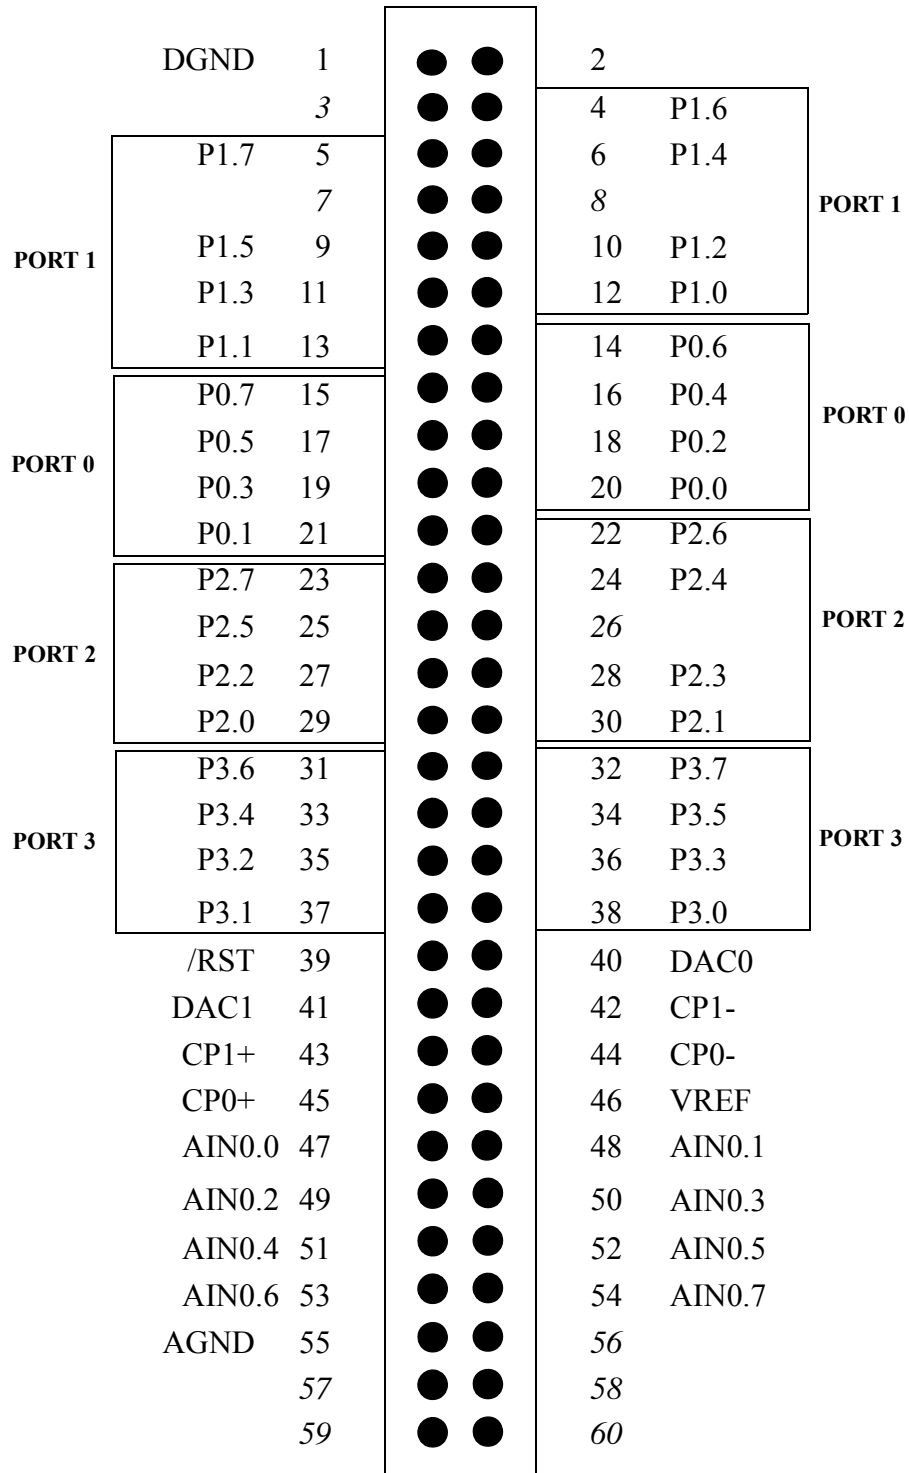 DGND 1 2
3 4 P1.6
P1.7 5 6 P1.4
7 8 PORT 1
PORT 1 P1.5 9 10 P1.2
P1.3 11 12 P1.0
P1.1 13 14 P0.6
P0.7 15 16 P0.4 PORT 0
PORT 0 P0.5 17 18 P0.2
P0.3 19 20 P0.0
P0.1 21 22 P2.6
P2.7 23 24 P2.4
P2.5 25 26 PORT 2
PORT 2 P2.2 27 28 P2.3
P2.0 29 30 P2.1
P3.6 31 32 P3.7
P3.4 33 34 P3.5
PORT 3 P3.2 35 36 P3.3 PORT 3
P3.1 37 38 P3.0
/RST 39 40 DAC0
DAC1 41 42 CP1-
CP1+ 43 44 CP0-
CP0+ 45 46 VREF
AIN0.0 47 48 AIN0.1
AIN0.2 49 50 AIN0.3
AIN0.4 51 52 AIN0.5
AIN0.6 53 54 AIN0.7
AGND 55 56
57 58
59 60